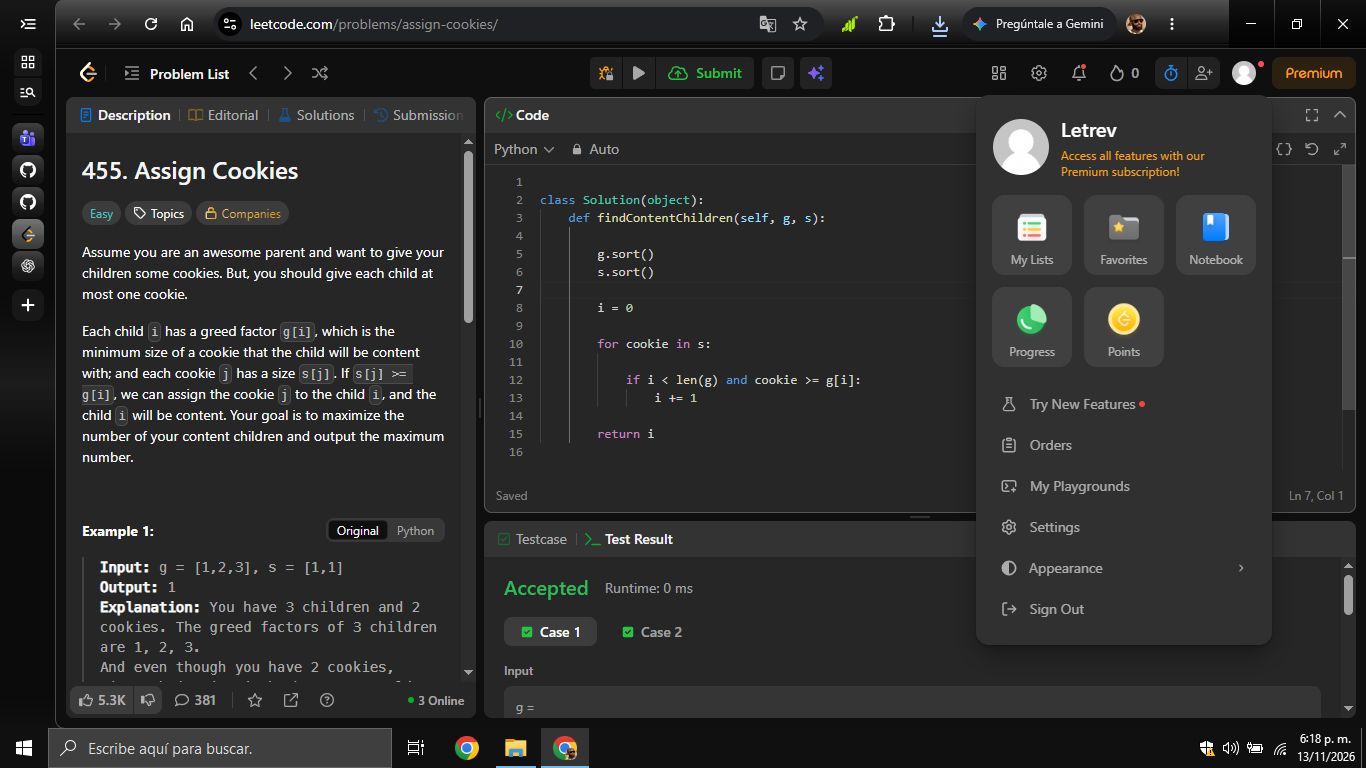 leetcode.com/problems/assign-cookies/
Pregúntale a Gemini
Problem List
Submit
0
Premium
Description
Editorial
Solutions
Submission
455. Assign Cookies
Easy
Topics
Companies
Assume you are an awesome parent and want to give your
children some cookies. But, you should give each child at
most one cookie.
Each child i has a greed factor g[i], which is the
minimum size of a cookie that the child will be content
with; and each cookie j has a size s[j]. If s[j] >=
g[i], we can assign the cookie j to the child i, and the
child i will be content. Your goal is to maximize the
number of your content children and output the maximum
number.
Example 1:
Original
Python
Input: g = [1,2,3], s = [1,1]
Output: 1
Explanation: You have 3 children and 2
cookies. The greed factors of 3 children
are 1, 2, 3.
And even though you have 2 cookies,
5.3K
381
3 Online
</> Code
Python
Auto
1
2 class Solution(object):
3 def findContentChildren(self, g, s):
4
5 g.sort()
6 s.sort()
7
8 i = 0
9
10 for cookie in s:
11
12 if i < len(g) and cookie >= g[i]:
13 i += 1
14
15 return i
16
Saved
Ln 7, Col 1
Testcase
Test Result
Accepted
Runtime: 0 ms
Case 1
Case 2
Input
g =
Letrev
Access all features with our
Premium subscription!
My Lists
Favorites
Notebook
Progress
Points
Try New Features
Orders
My Playgrounds
Settings
Appearance
Sign Out
Escribe aquí para buscar.
6:18 p. m.
13/11/2026